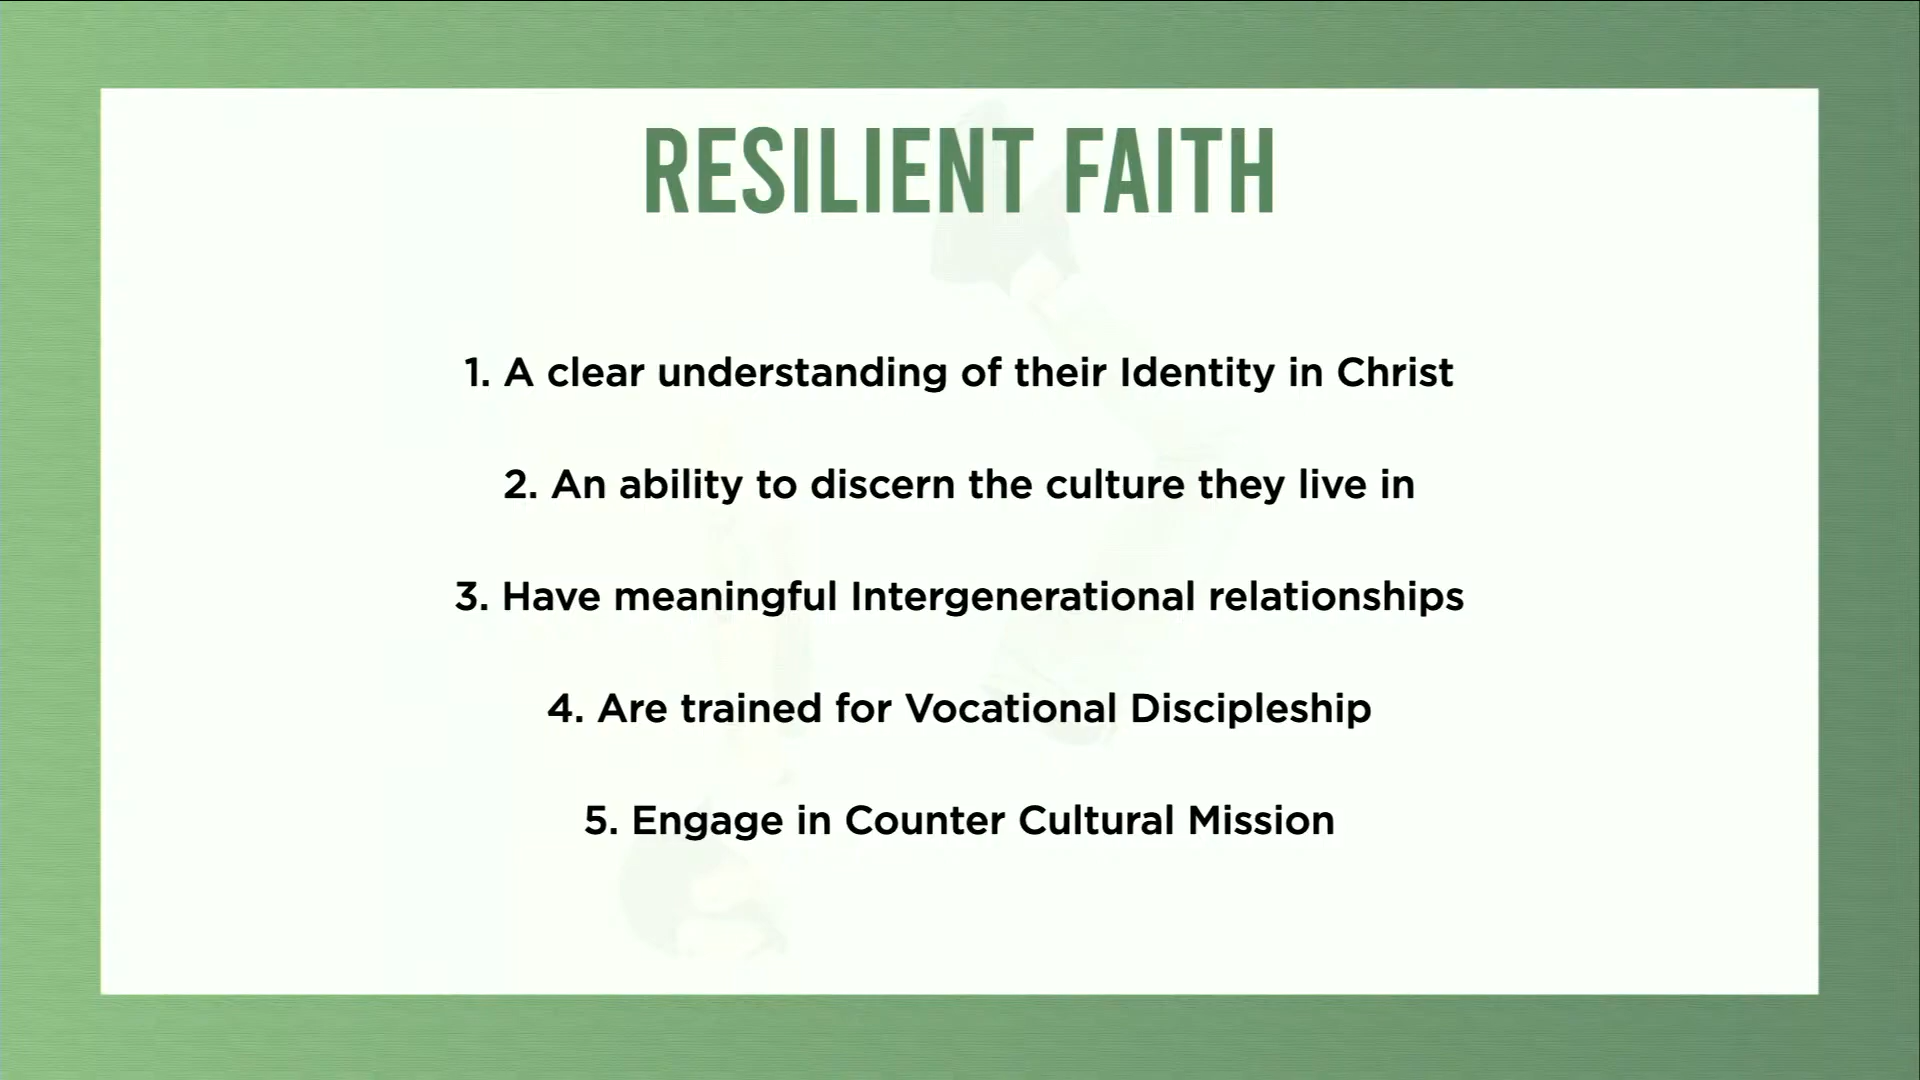 RESILIENT FAITH
1. A clear understanding of their Identity in Christ
2. An ability to discern the culture they live in
3. Have meaningful Intergenerational relationships
4. Are trained for Vocational Discipleship
5. Engage in Counter Cultural Mission